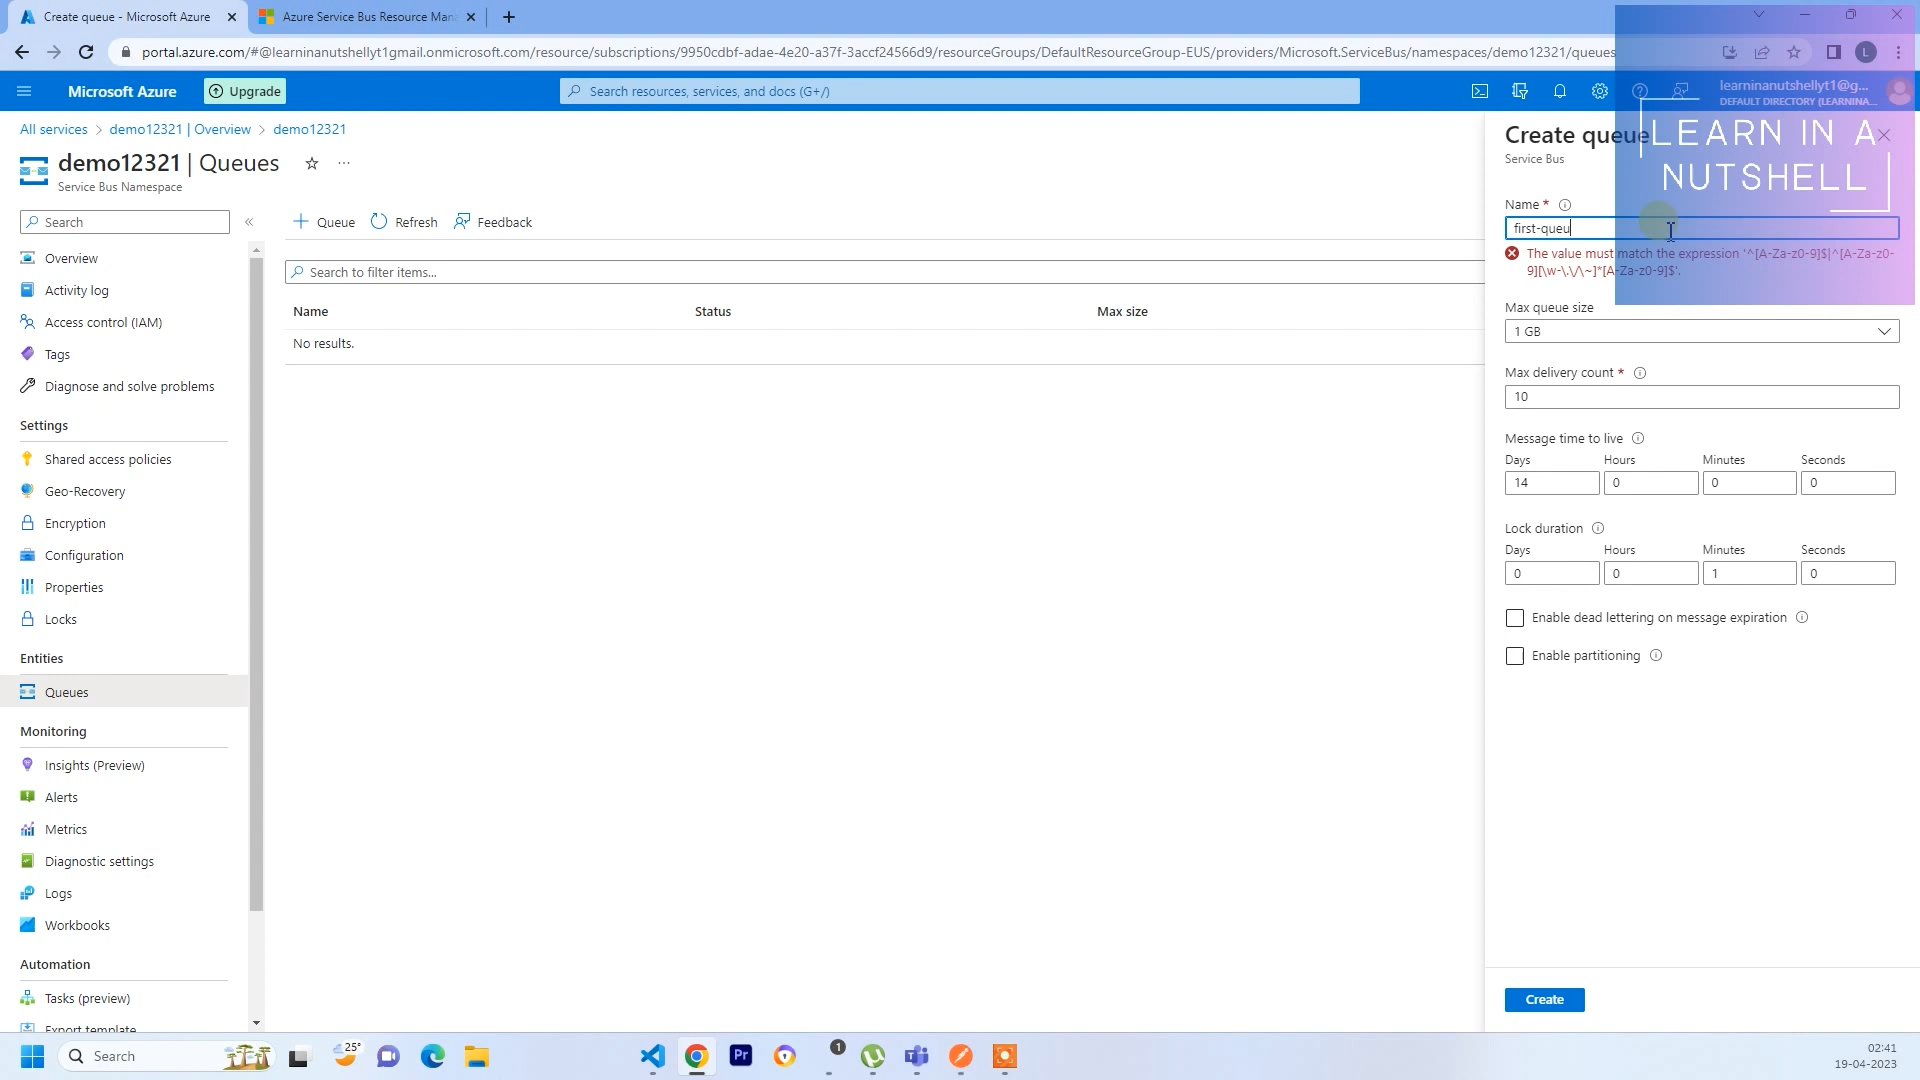 Create queue - Microsoft Azure
Azure Service Bus Resource Mana
portal.azure.com/#@learninanutshellyt1gmail.onmicrosoft.com/resource/subscriptions/9950cdbf-adae-4e20-a37f-3accf24566d9/resourceGroups/DefaultResourceGroup-EUS/providers/Microsoft.ServiceBus/namespaces/demo12321/queues
L
Microsoft Azure
Upgrade
Search resources, services, and docs (G+/)
learninanutshellyt1@g...
DEFAULT DIRECTORY (LEARNINA...
All services > demo12321 | Overview > demo12321
demo12321 | Queues
Service Bus Namespace
Search
Overview
Activity log
Access control (IAM)
Tags
Diagnose and solve problems
Settings
Shared access policies
Geo-Recovery
Encryption
Configuration
Properties
Locks
Entities
Queues
Monitoring
Insights (Preview)
Alerts
Metrics
Diagnostic settings
Logs
Workbooks
Automation
Tasks (preview)
Export template
Queue
Refresh
Feedback
Search to filter items...
Name Status Max size
No results.
Create queue
Service Bus
LEARN IN A
NUTSHELL
Name *
first-queu
The value must match the expression '^[A-Za-z0-9]$|^[A-Za-z0-
9][\w-\.\/\~]*[A-Za-z0-9]$'.
Max queue size
1 GB
Max delivery count *
10
Message time to live
Days Hours Minutes Seconds
14 0 0 0
Lock duration
Days Hours Minutes Seconds
0 0 1 0
Enable dead lettering on message expiration
Enable partitioning
Create
Search
25°
Pr
1
02:41
19-04-2023